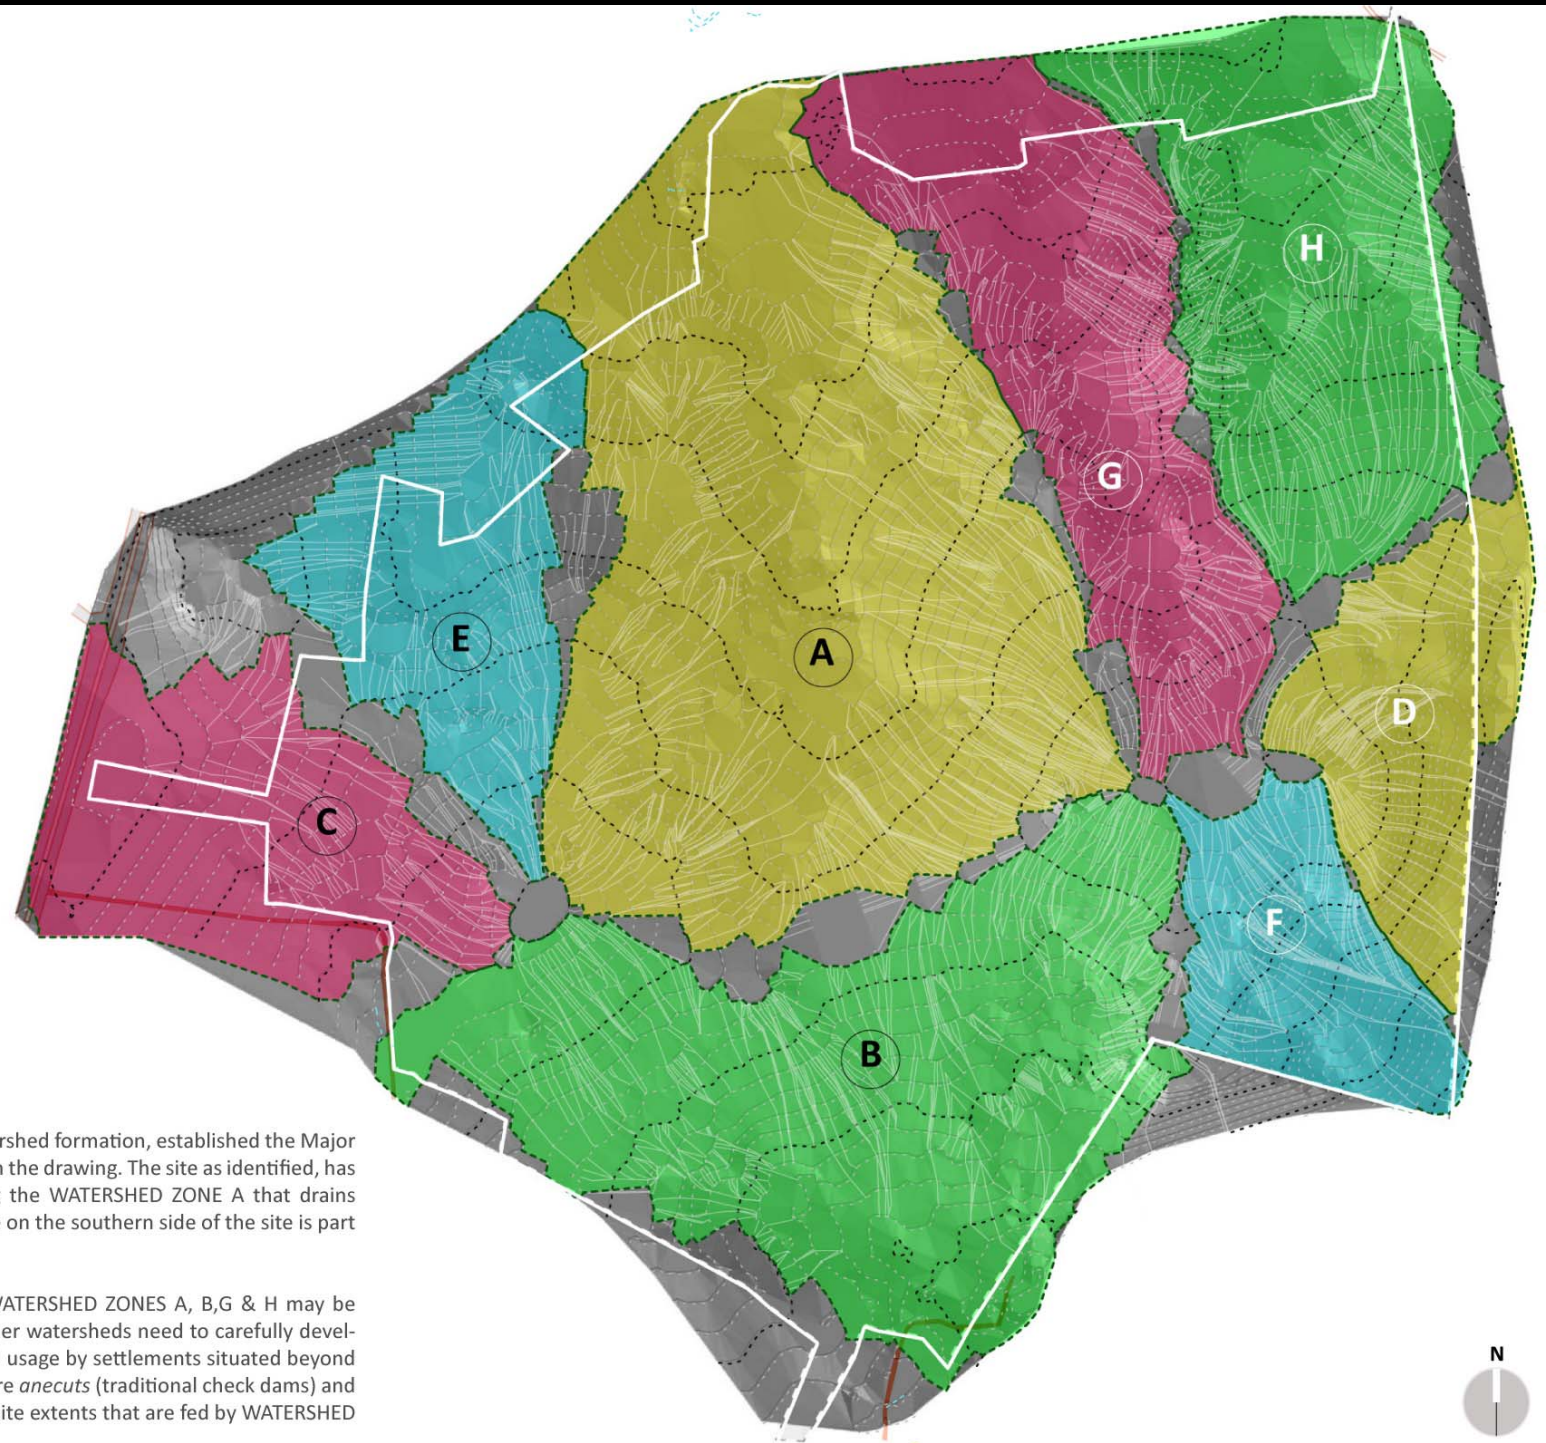 H
G
A
E
D
C
F
B
rshed formation, established the Major
the drawing. The site as identified, has
the WATERSHED ZONE A that drains
on the southern side of the site is part
WATERSHED ZONES A, B,G & H may be
er watersheds need to carefully devel-
usage by settlements situated beyond
re anecuts (traditional check dams) and
ite extents that are fed by WATERSHED
N